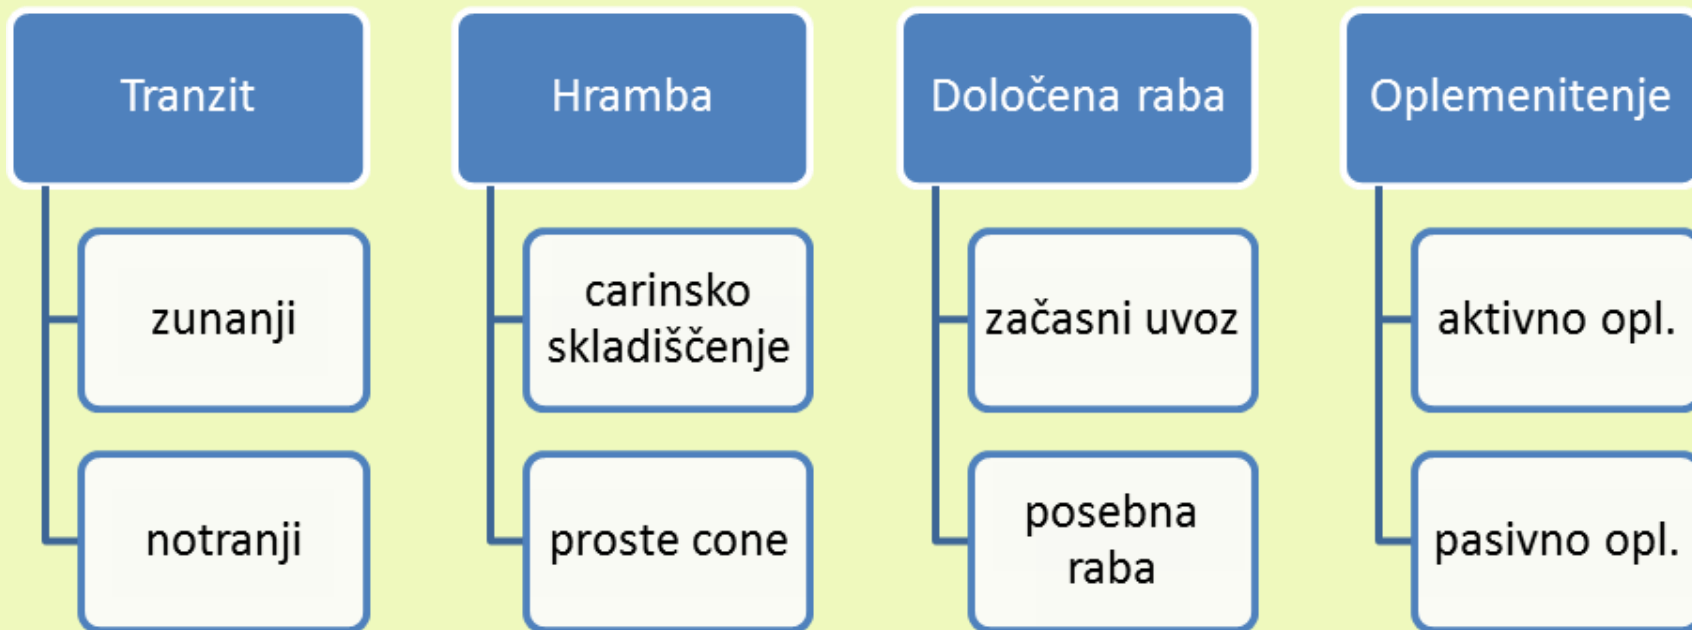 Tranzit
zunanji
notranji
Hramba
carinsko
skladiščenje
proste cone
Določena raba
začasni uvoz
posebna
raba
Oplemenitenje
aktivno opl.
pasivno opl.